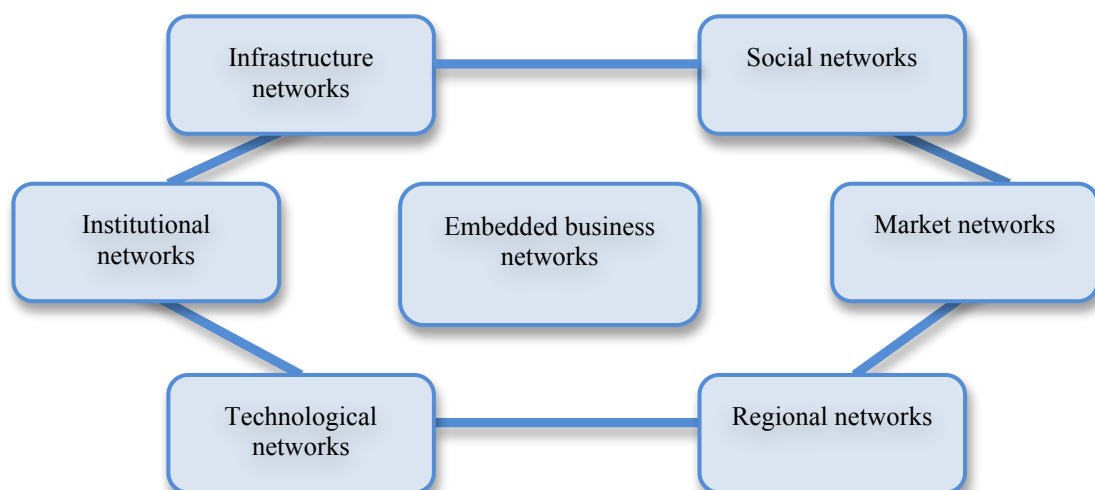 Infrastructure
networks
Social networks
Institutional
networks
Embedded business
networks
Market networks
Technological
networks
Regional networks